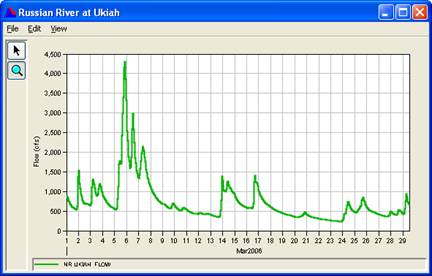 Russian River at Ukiah
File Edit View
4,500
4,000
3,500
3,000
2,500
2,000
1,500
1,000
500
0
Flow (cfs)
1 2 3 4 5 6 7 8 9 10 11 12 13 14 15 16 17 18 19 20 21 22 23 24 25 26 27 28 29
Mar2006
NR UKIAH FLOW